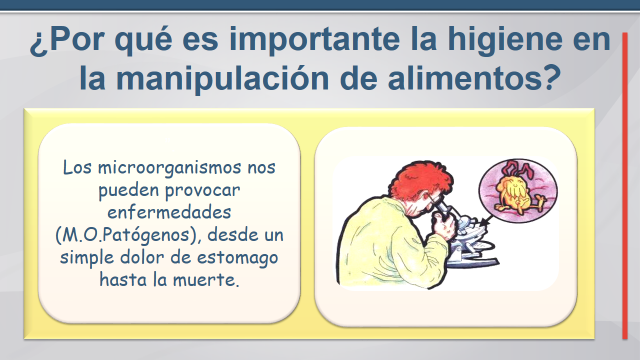 ¿Por qué es importante la higiene en
la manipulación de alimentos?
Los microorganismos nos
pueden provocar
enfermedades
(M.O.Patógenos), desde un
simple dolor de estomago
hasta la muerte.